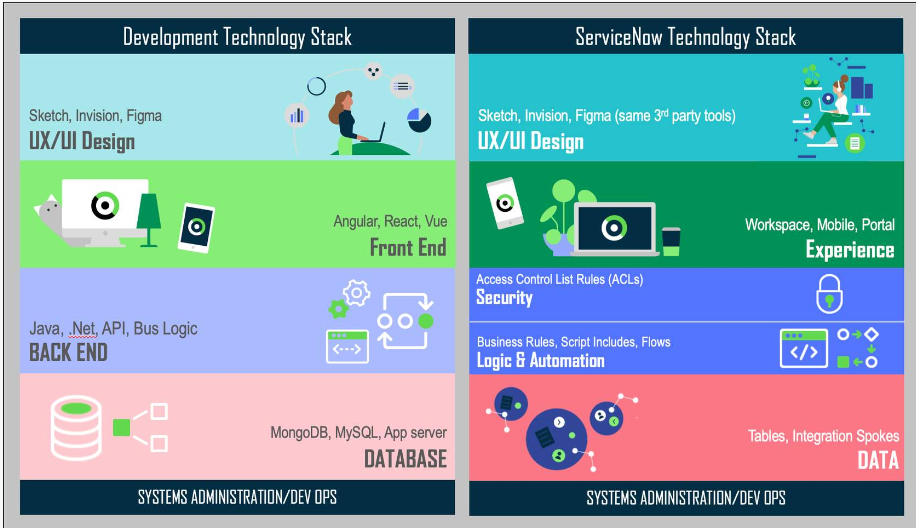 Development Technology Stack
Sketch, Invision, Figma
UX/UI Design
Angular, React, Vue
Front End
Java, .Net, API, Bus Logic
BACK END
MongoDB, MySQL, App server
DATABASE
SYSTEMS ADMINISTRATION/DEV OPS
ServiceNow Technology Stack
Sketch, Invision, Figma (same 3rd party tools)
UX/UI Design
Workspace, Mobile, Portal
Experience
Access Control List Rules (ACLs)
Security
Business Rules, Script Includes, Flows
Logic & Automation
</>
Tables, Integration Spokes
DATA
SYSTEMS ADMINISTRATION/DEV OPS